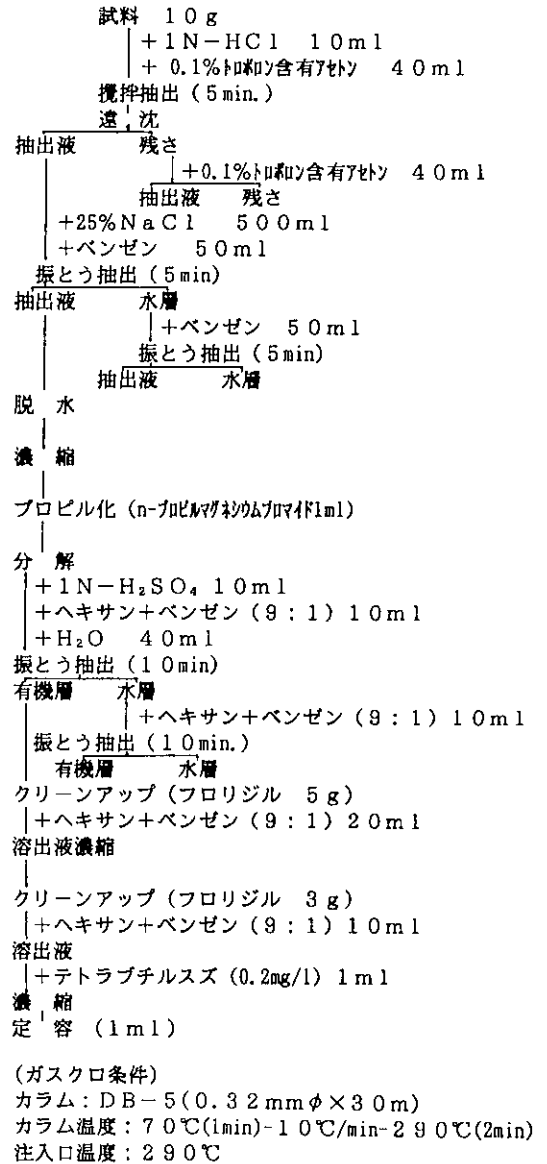 試料 10g
+1N-HCl 10ml
+ 0.1%トロポロン含有アセトン 40ml
攪拌抽出(5min.)
遠 沈
抽出液 残さ
+0.1%トロポロン含有アセトン 40ml
抽出液 残さ
+25%NaCl 500ml
+ベンゼン 50ml
振とう抽出(5min)
抽出液 水層
+ベンゼン 50ml
振とう抽出(5min)
抽出液 水層
脱 水
濃 縮
プロピル化(n-プロピルマグネシウムブロマイド1ml)
分 解
+1N-H₂SO₄ 10ml
+ヘキサン+ベンゼン(9:1)10ml
+H₂O 40ml
振とう抽出(10min)
有機層 水層
+ヘキサン+ベンゼン(9:1)10ml
振とう抽出(10min.)
有機層 水層
クリーンアップ(フロリジル 5g)
+ヘキサン+ベンゼン(9:1)20ml
溶出液濃縮
クリーンアップ(フロリジル 3g)
+ヘキサン+ベンゼン(9:1)10ml
溶出液
+テトラブチルスズ(0.2mg/l)1ml
濃 縮
定 容 (1ml)
(ガスクロ条件)
カラム:DB-5(0.32mmφ×30m)
カラム温度:70℃(1min)-10℃/min-290℃(2min)
注入口温度:290℃